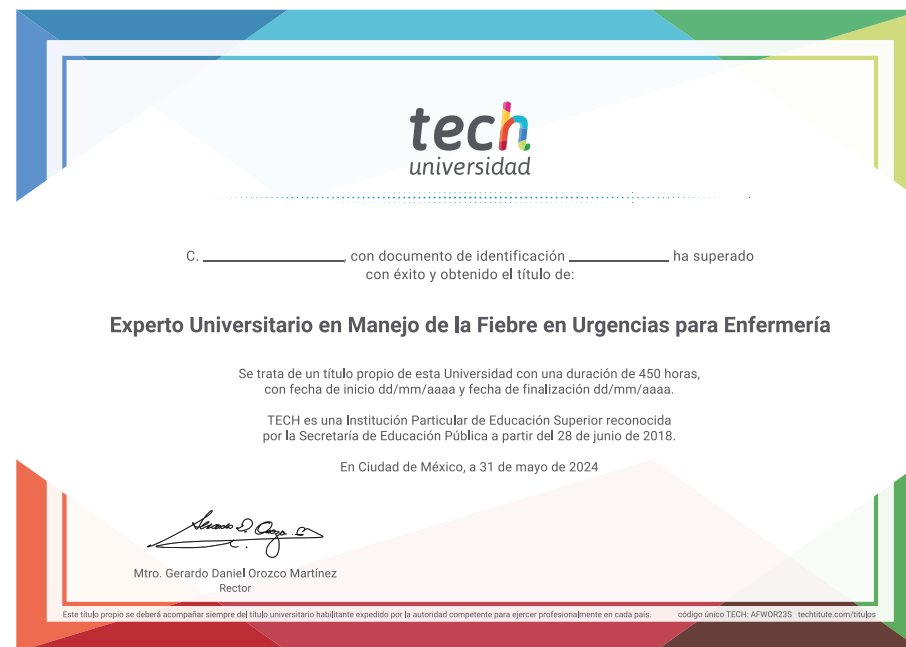 tech
universidad
C. ____________________, con documento de identificación ______________ ha superado
con éxito y obtenido el título de:
Experto Universitario en Manejo de la Fiebre en Urgencias para Enfermería
Se trata de un título propio de esta Universidad con una duración de 450 horas,
con fecha de inicio dd/mm/aaaa y fecha de finalización dd/mm/aaaa.
TECH es una Institución Particular de Educación Superior reconocida
por la Secretaría de Educación Pública a partir del 28 de junio de 2018.
En Ciudad de México, a 31 de mayo de 2024
Mtro. Gerardo Daniel Orozco Martínez
Rector
Este título propio se deberá acompañar siempre del título universitario habilitante expedido por la autoridad competente para ejercer profesionalmente en cada país. código único TECH: AFWOR23S techtitute.com/titulos